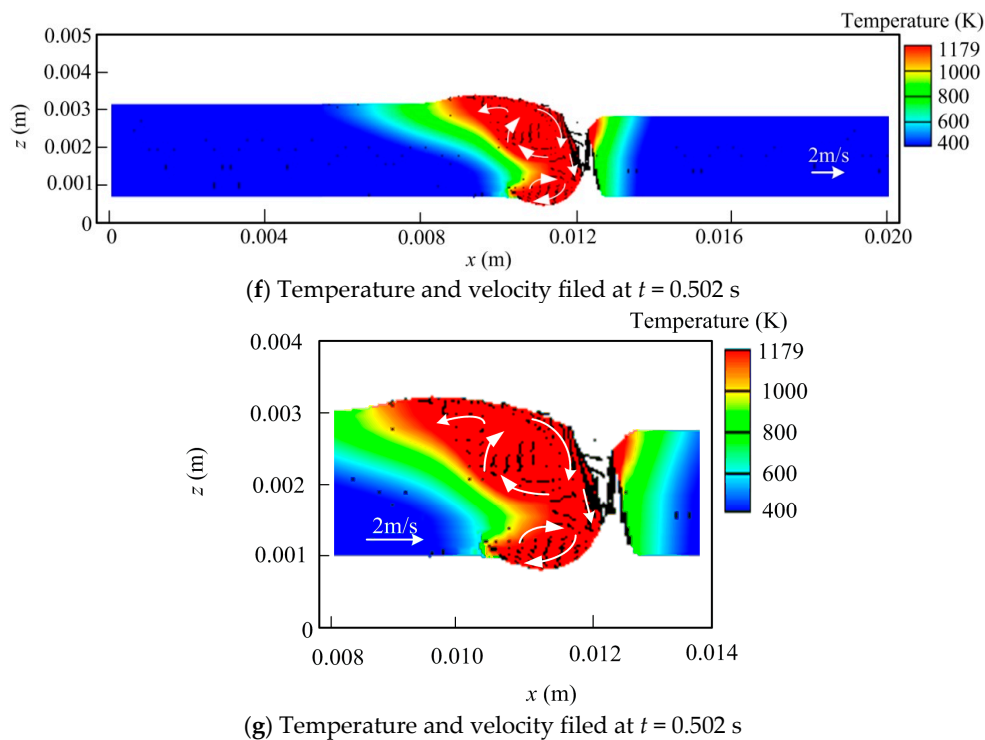 Temperature (K)
0.005
0.004
0.003
0.002
0.001
0
z (m)
1179
1000
800
600
400
2m/s
0 0.004 0.008 0.012 0.016 0.020
x (m)
(f) Temperature and velocity filed at t = 0.502 s
Temperature (K)
0.004
0.003
0.002
0.001
0
z (m)
1179
1000
800
600
400
2m/s
0.008 0.010 0.012 0.014
x (m)
(g) Temperature and velocity filed at t = 0.502 s